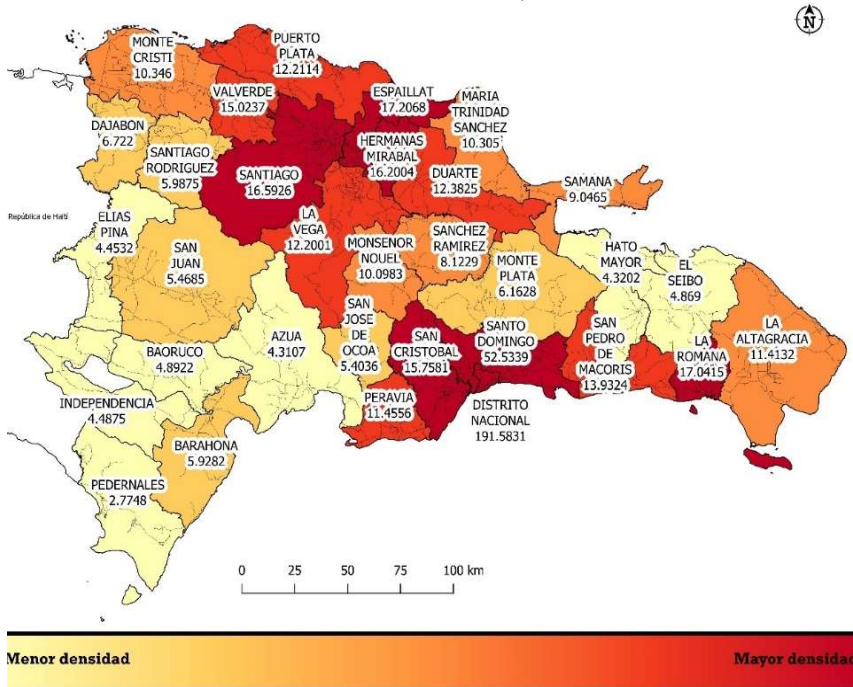 N
MONTE
CRISTI
10.346
PUERTO
PLATA
12.2114
VALVERDE
15.0237
ESPAILLAT
17.2068
MARIA
TRINIDAD
SANCHEZ
10.305
DAJABON
6.722
SANTIAGO
RODRIGUEZ
5.9875
SANTIAGO
16.5926
HERMANAS
MIRABAL
16.2004
DUARTE
12.3825
SAMANA
9.0465
República de Haití
ELIAS
PINA
4.4532
SAN
JUAN
5.4685
LA
VEGA
12.2001
MONSENOR
NOUEL
10.0983
SANCHEZ
RAMIREZ
8.1229
MONTE
PLATA
6.1628
HATO
MAYOR
4.3202
EL
SEIBO
4.869
LA
ALTAGRACIA
11.4132
BAORUCO
4.8922
AZUA
4.3107
SAN
JOSE
DE
OCOA
5.4036
SAN
CRISTOBAL
15.7581
SANTO
DOMINGO
52.5339
SAN
PEDRO
DE
MACORIS
13.9324
LA
ROMANA
17.0415
INDEPENDENCIA
4.4875
PERAVIA
11.4556
DISTRITO
NACIONAL
191.5831
BARAHONA
5.9282
PEDERNALES
2.7748
0 25 50 75 100 km
Menor densidad
Mayor densidad